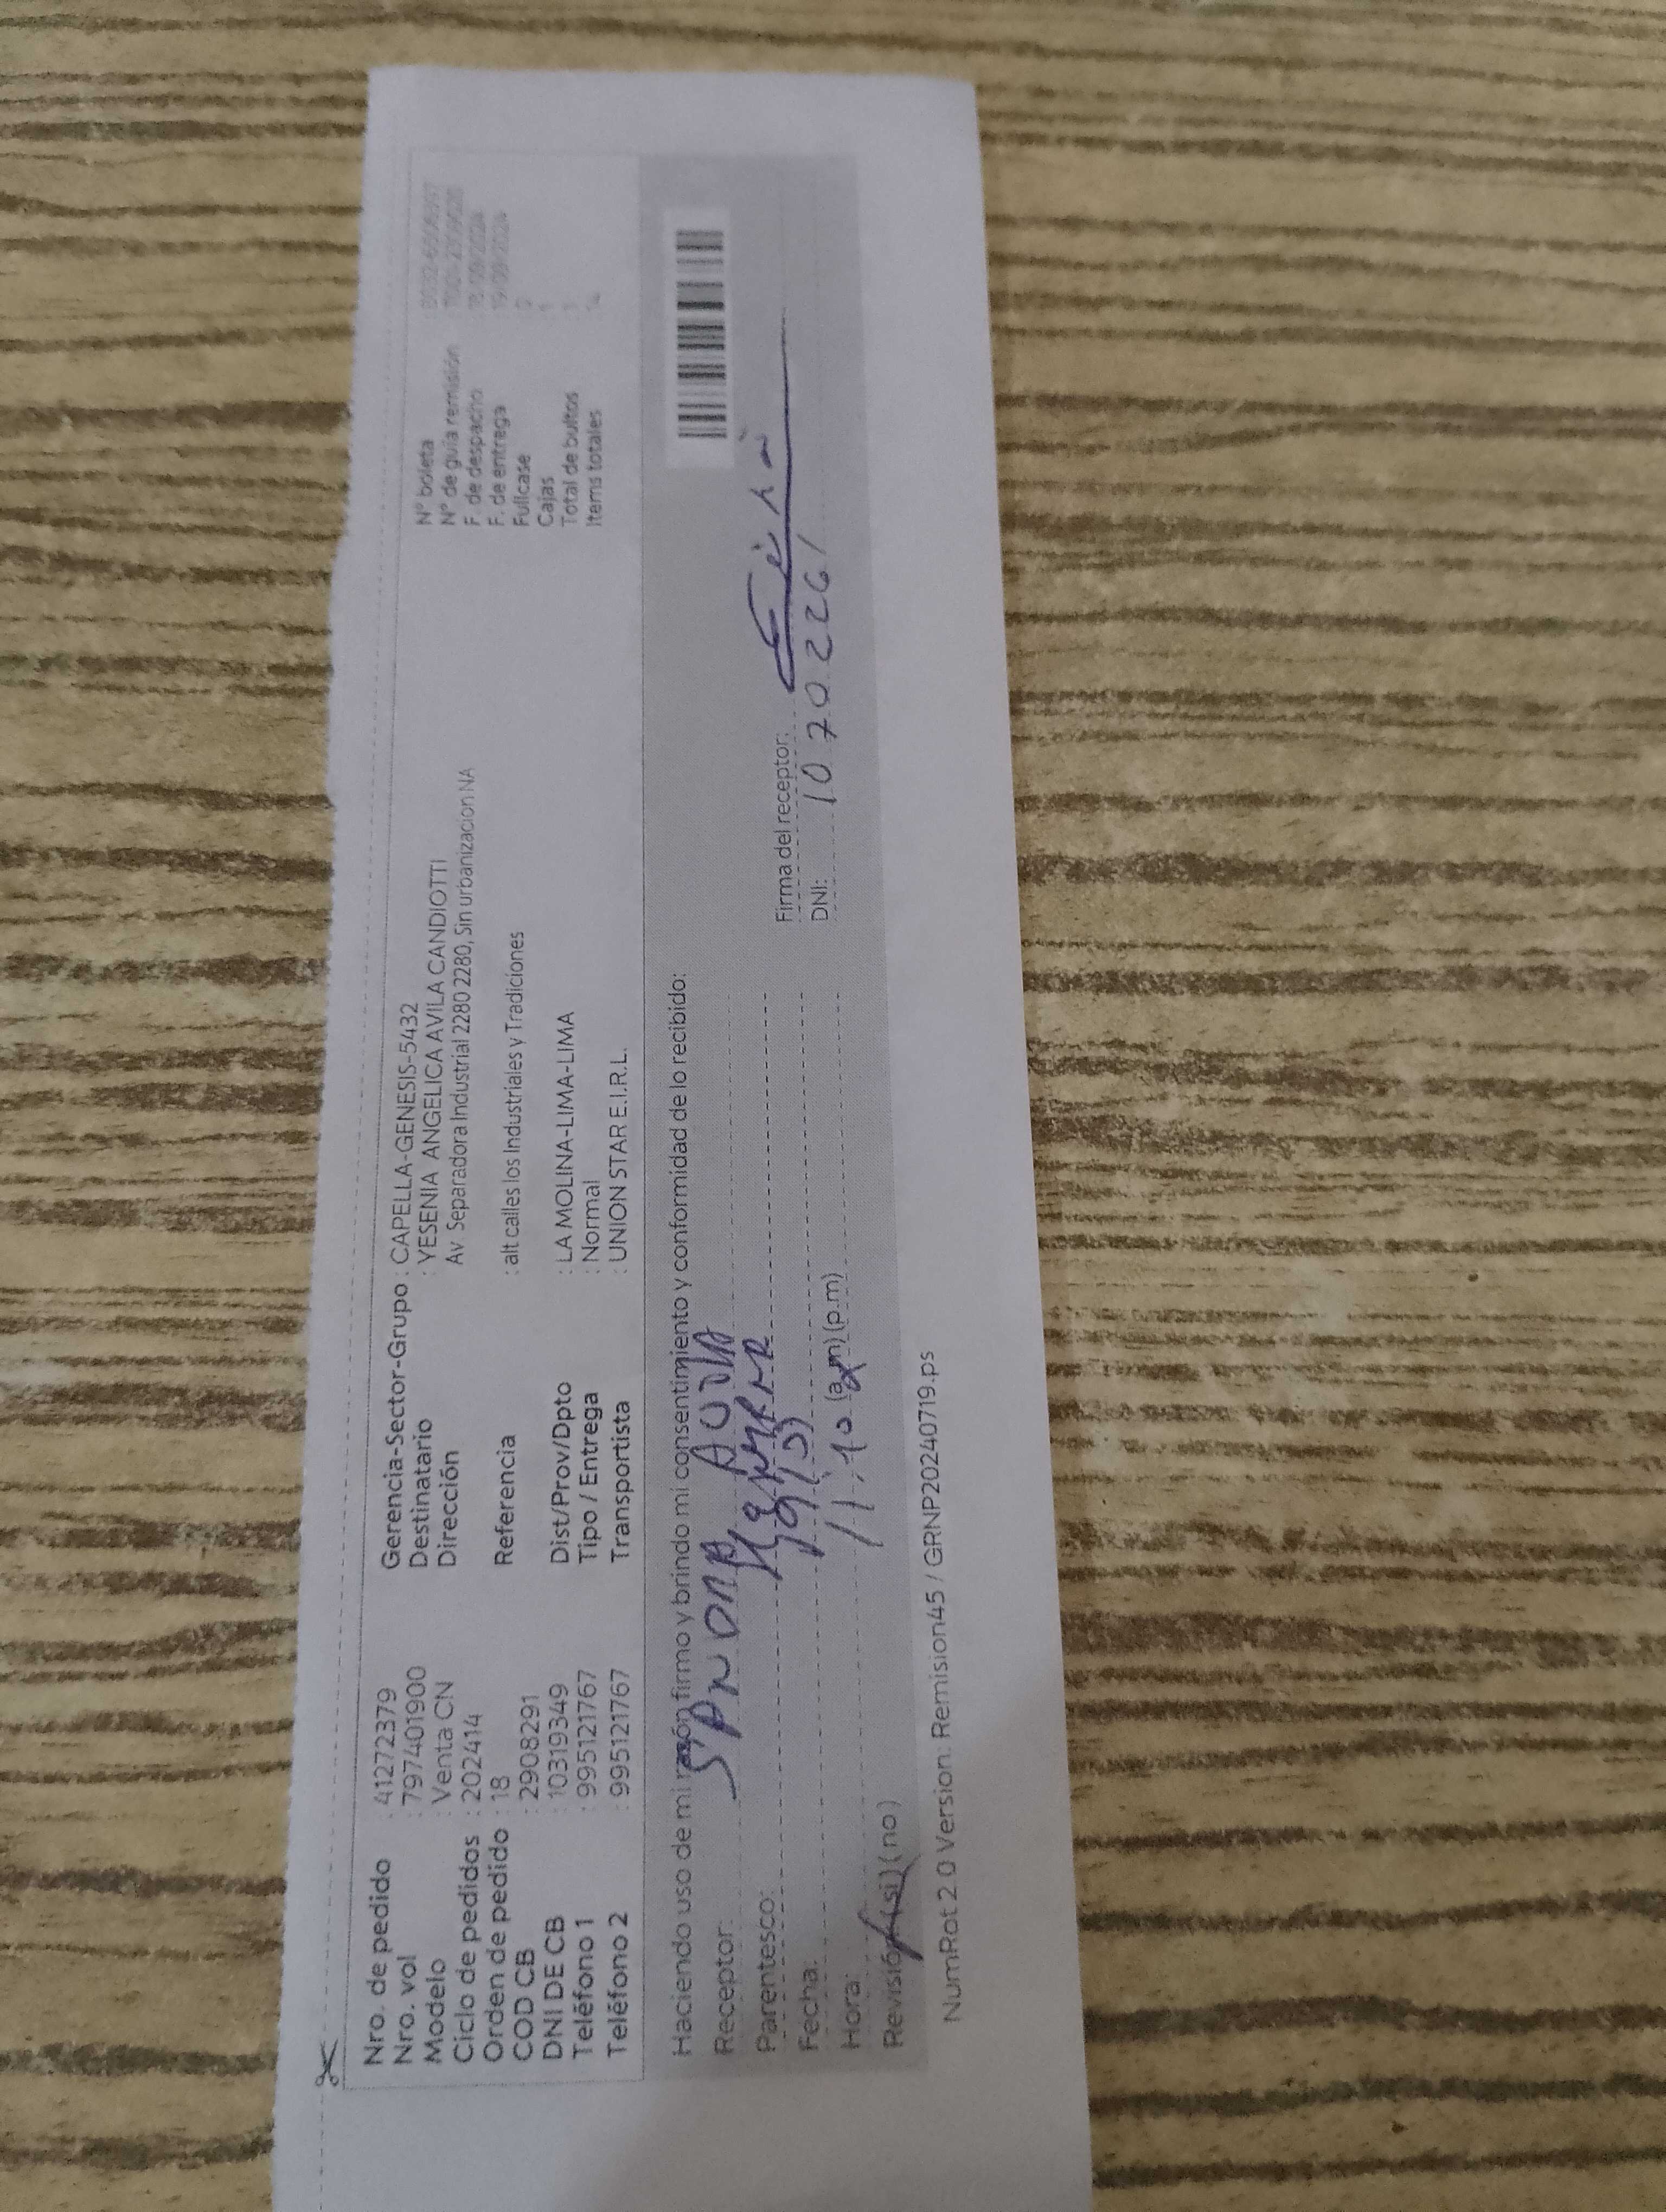 Nro. de pedido : 41272379
Nro. vol : 797401900
Modelo : Venta CN
Ciclo de pedidos : 202414
Orden de pedido : 18
COD CB : 2908291
DNI DE CB : 10319349
Teléfono 1 : 995121767
Teléfono 2 : 995121767
Gerencia-Sector-Grupo : CAPELLA-GENESIS-5432
Destinatario : YESENIA ANGELICA AVILA CANDIOTTI
Dirección Av Separadora Industrial 2280 2280, Sin urbanizacion NA
Referencia : alt calles los Industriales y Tradiciones
Dist/Prov/Dpto : LA MOLINA-LIMA-LIMA
Tipo / Entrega : Normal
Transportista : UNION STAR E.I.R.L.
N° boleta
N° de guía remisión
F. de despacho
F. de entrega
Fullcase
Cajas
Total de bultos
Items totales
Haciendo uso de mi razón firmo y brindo mi consentimiento y conformidad de lo recibido:
Receptor:
Parentesco:
Fecha:
Hora: 11:10 (a.m) (p.m)
Revisión (si) (no)
Firma del receptor:
DNI: 10702261
NumRot 2.0 Version: Remision45 / GRNP20240719.ps